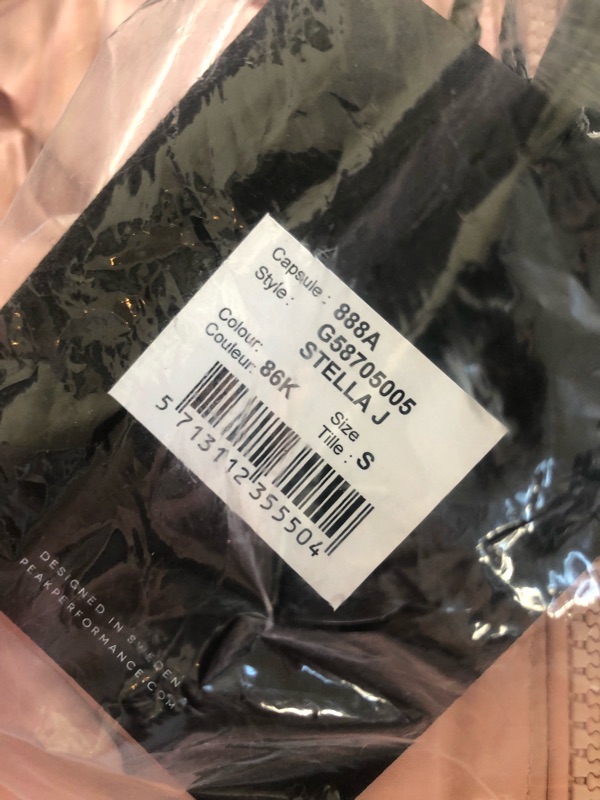 Capsule : 888A
Style : G58705005
STELLA J
Colour:
Couleur: 86K
Size
Tille : S
5 713112 355504
DESIGNED IN SWEDEN
PEAKPERFORMANCE.COM